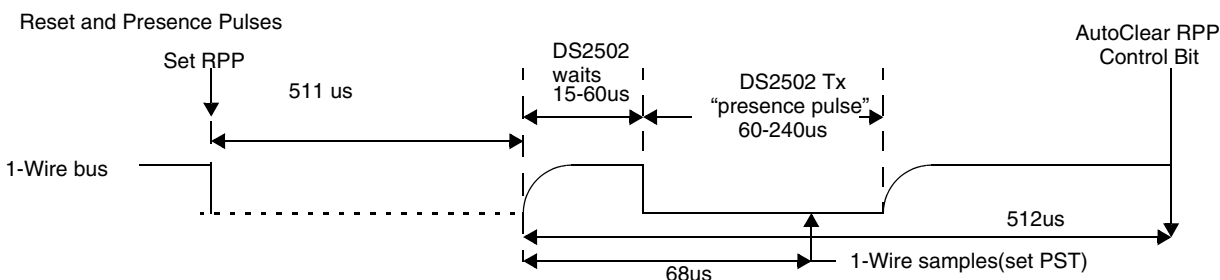 Reset and Presence Pulses
AutoClear RPP
Control Bit
Set RPP
DS2502
waits
15-60us
511 us
DS2502 Tx
“presence pulse”
60-240us
1-Wire bus
512us
68us
1-Wire samples(set PST)